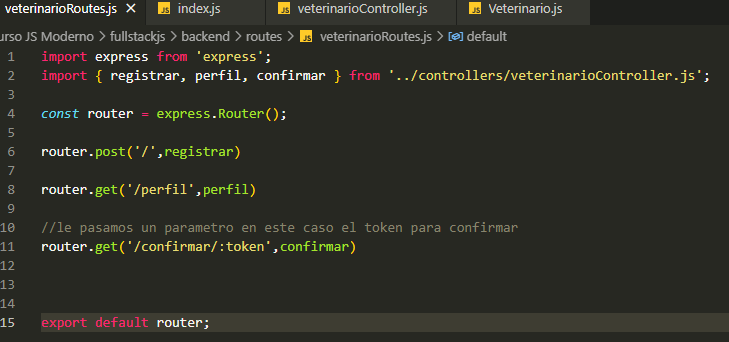 veterinarioRoutes.js × JS index.js JS veterinarioController.js JS Veterinario.js
urso JS Moderno > fullstackjs > backend > routes > JS veterinarioRoutes.js > default
1 import express from 'express';
2 import { registrar, perfil, confirmar } from '../controllers/veterinarioController.js';
3
4 const router = express.Router();
5
6 router.post('/',registrar)
7
8 router.get('/perfil',perfil)
9
10 //le pasamos un parametro en este caso el token para confirmar
11 router.get('/confirmar/:token',confirmar)
12
13
14
15 export default router;